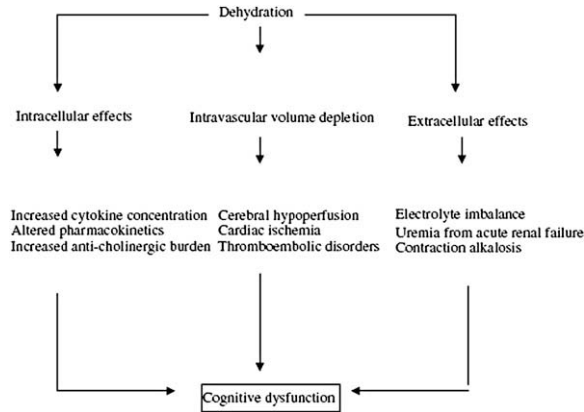 Dehydration
Intracellular effects
Intravascular volume depletion
Extracellular effects
Increased cytokine concentration
Altered pharmacokinetics
Increased anti-cholinergic burden
Cerebral hypoperfusion
Cardiac ischemia
Thromboembolic disorders
Electrolyte imbalance
Uremia from acute renal failure
Contraction alkalosis
Cognitive dysfunction